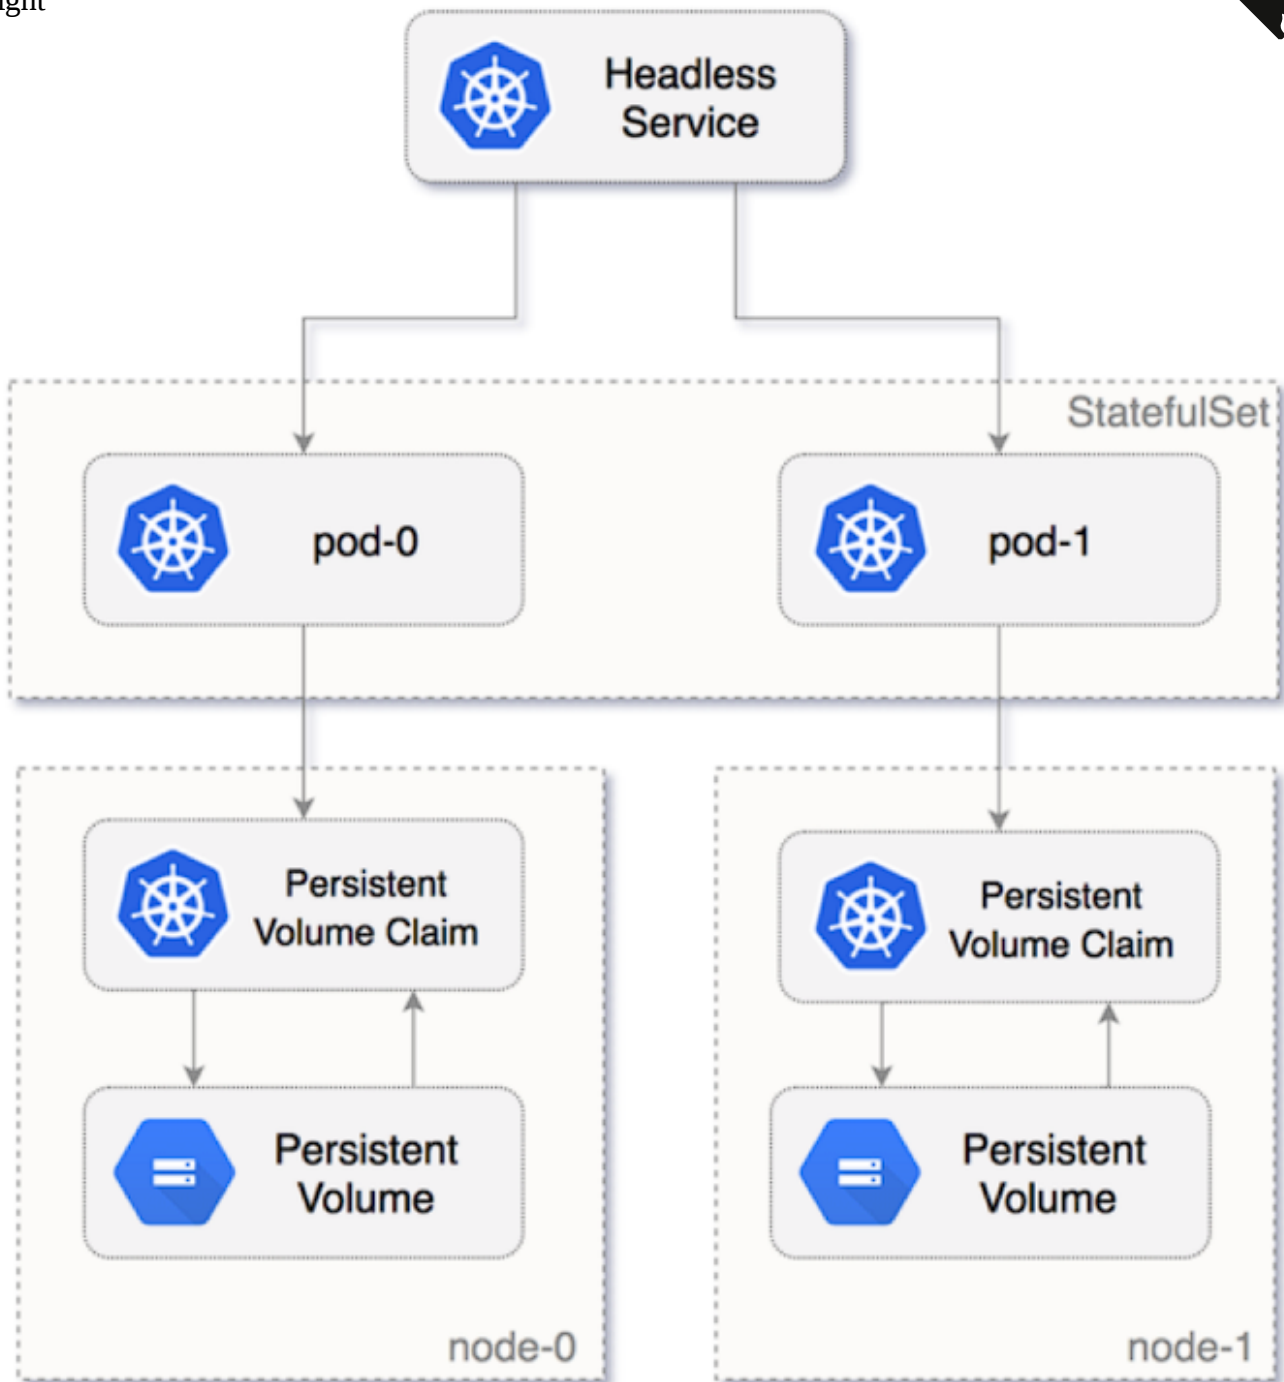 Headless
Service
StatefulSet
pod-0
pod-1
Persistent
Volume Claim
Persistent
Volume Claim
Persistent
Volume
Persistent
Volume
node-0
node-1